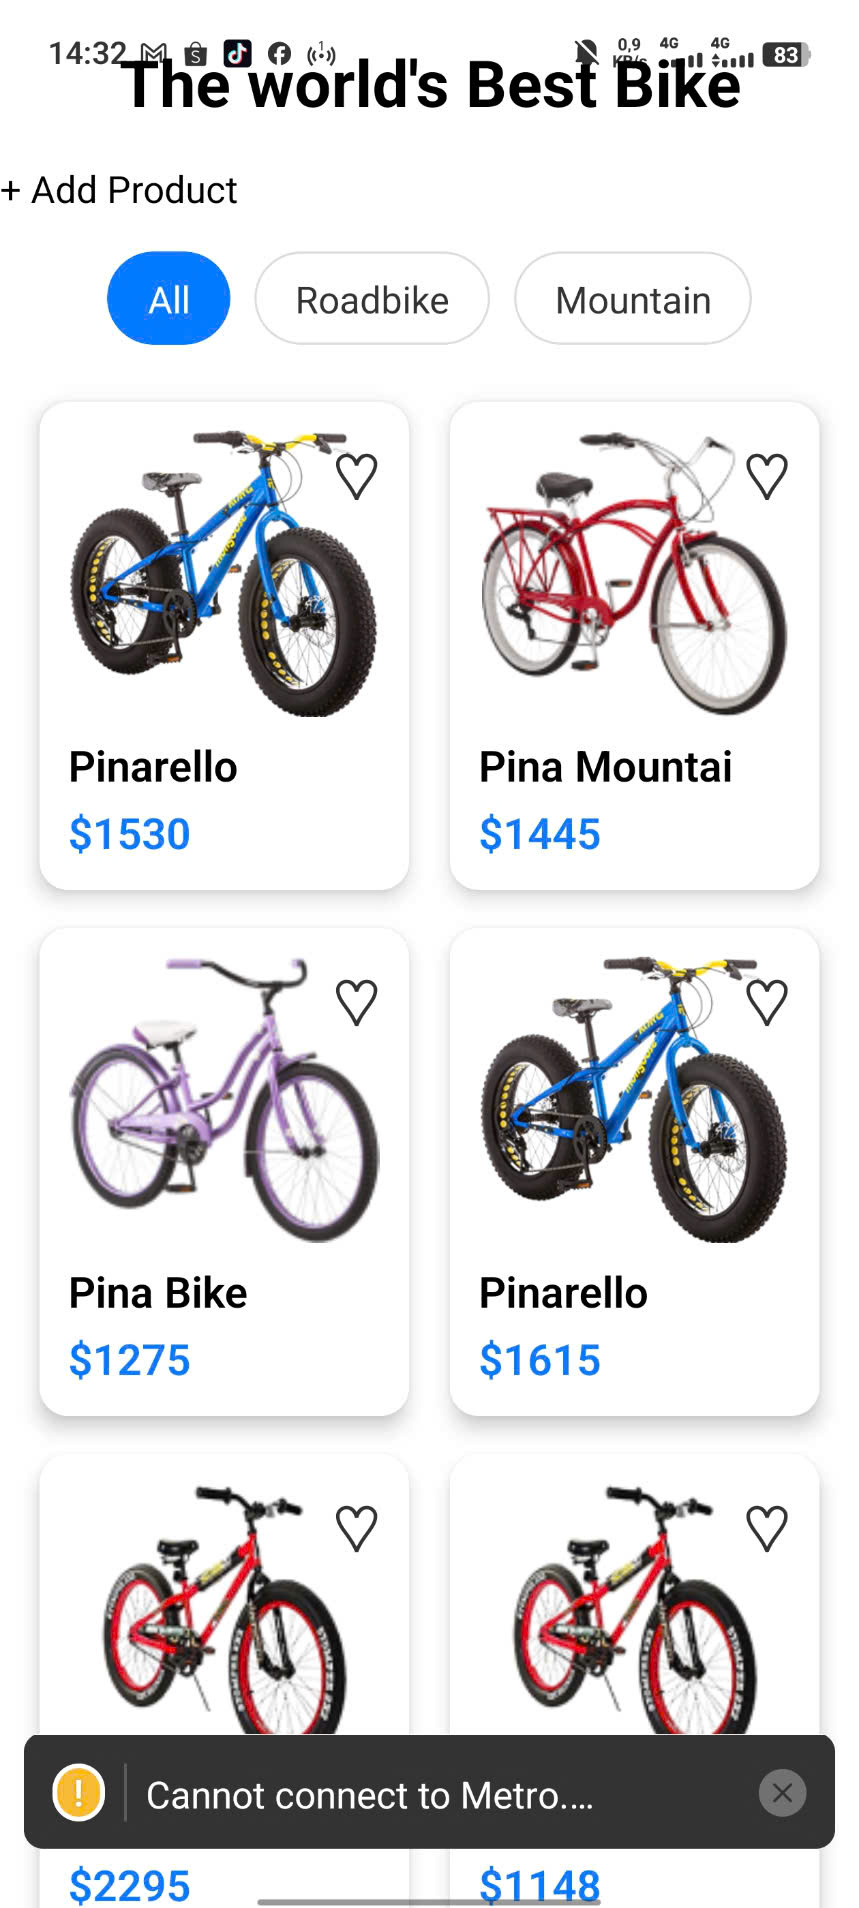 14:32
0,9
KB/s
4G
4G
83
The world's Best Bike
+ Add Product
All
Roadbike
Mountain
Pinarello
$1530
Pina Mountai
$1445
Pina Bike
$1275
Pinarello
$1615
! Cannot connect to Metro....
$2295
$1148